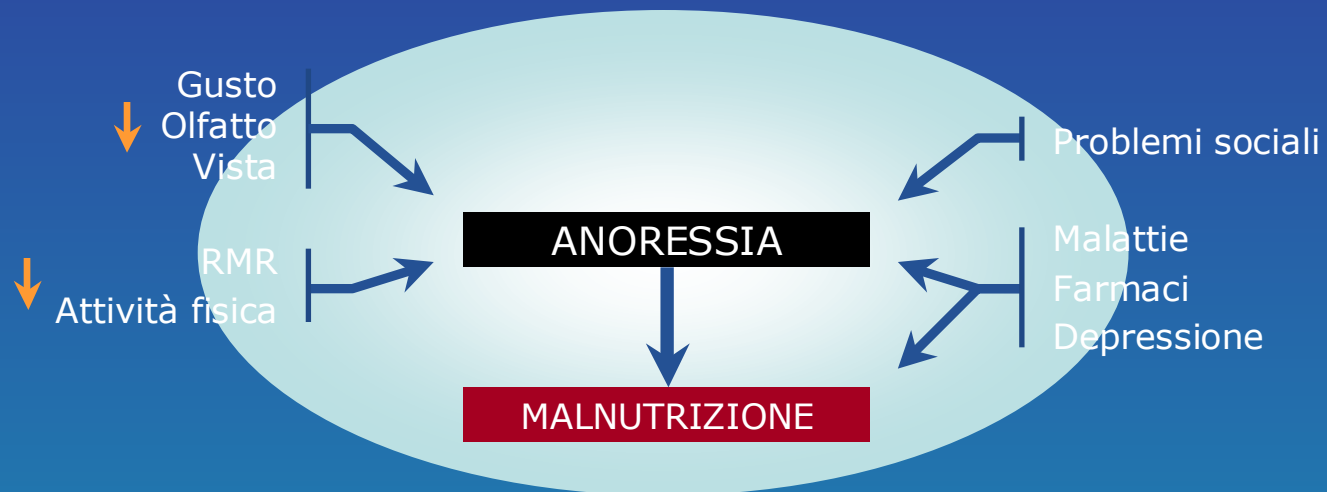 Gusto
Olfatto
Vista
RMR
Attività fisica
ANORESSIA
MALNUTRIZIONE
Problemi sociali
Malattie
Farmaci
Depressione